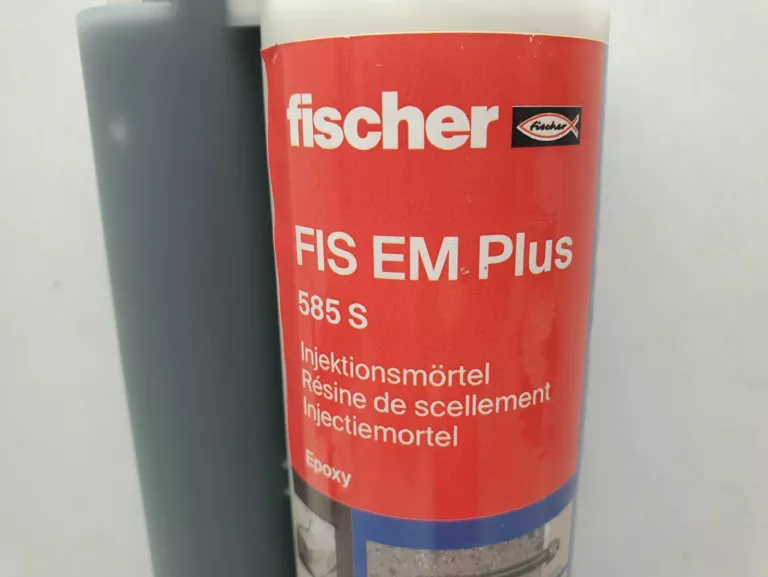 fischer
fischer
FIS EM Plus
585 S
Injektionsmörtel
Résine de scellement
Injectiemortel
Epoxy